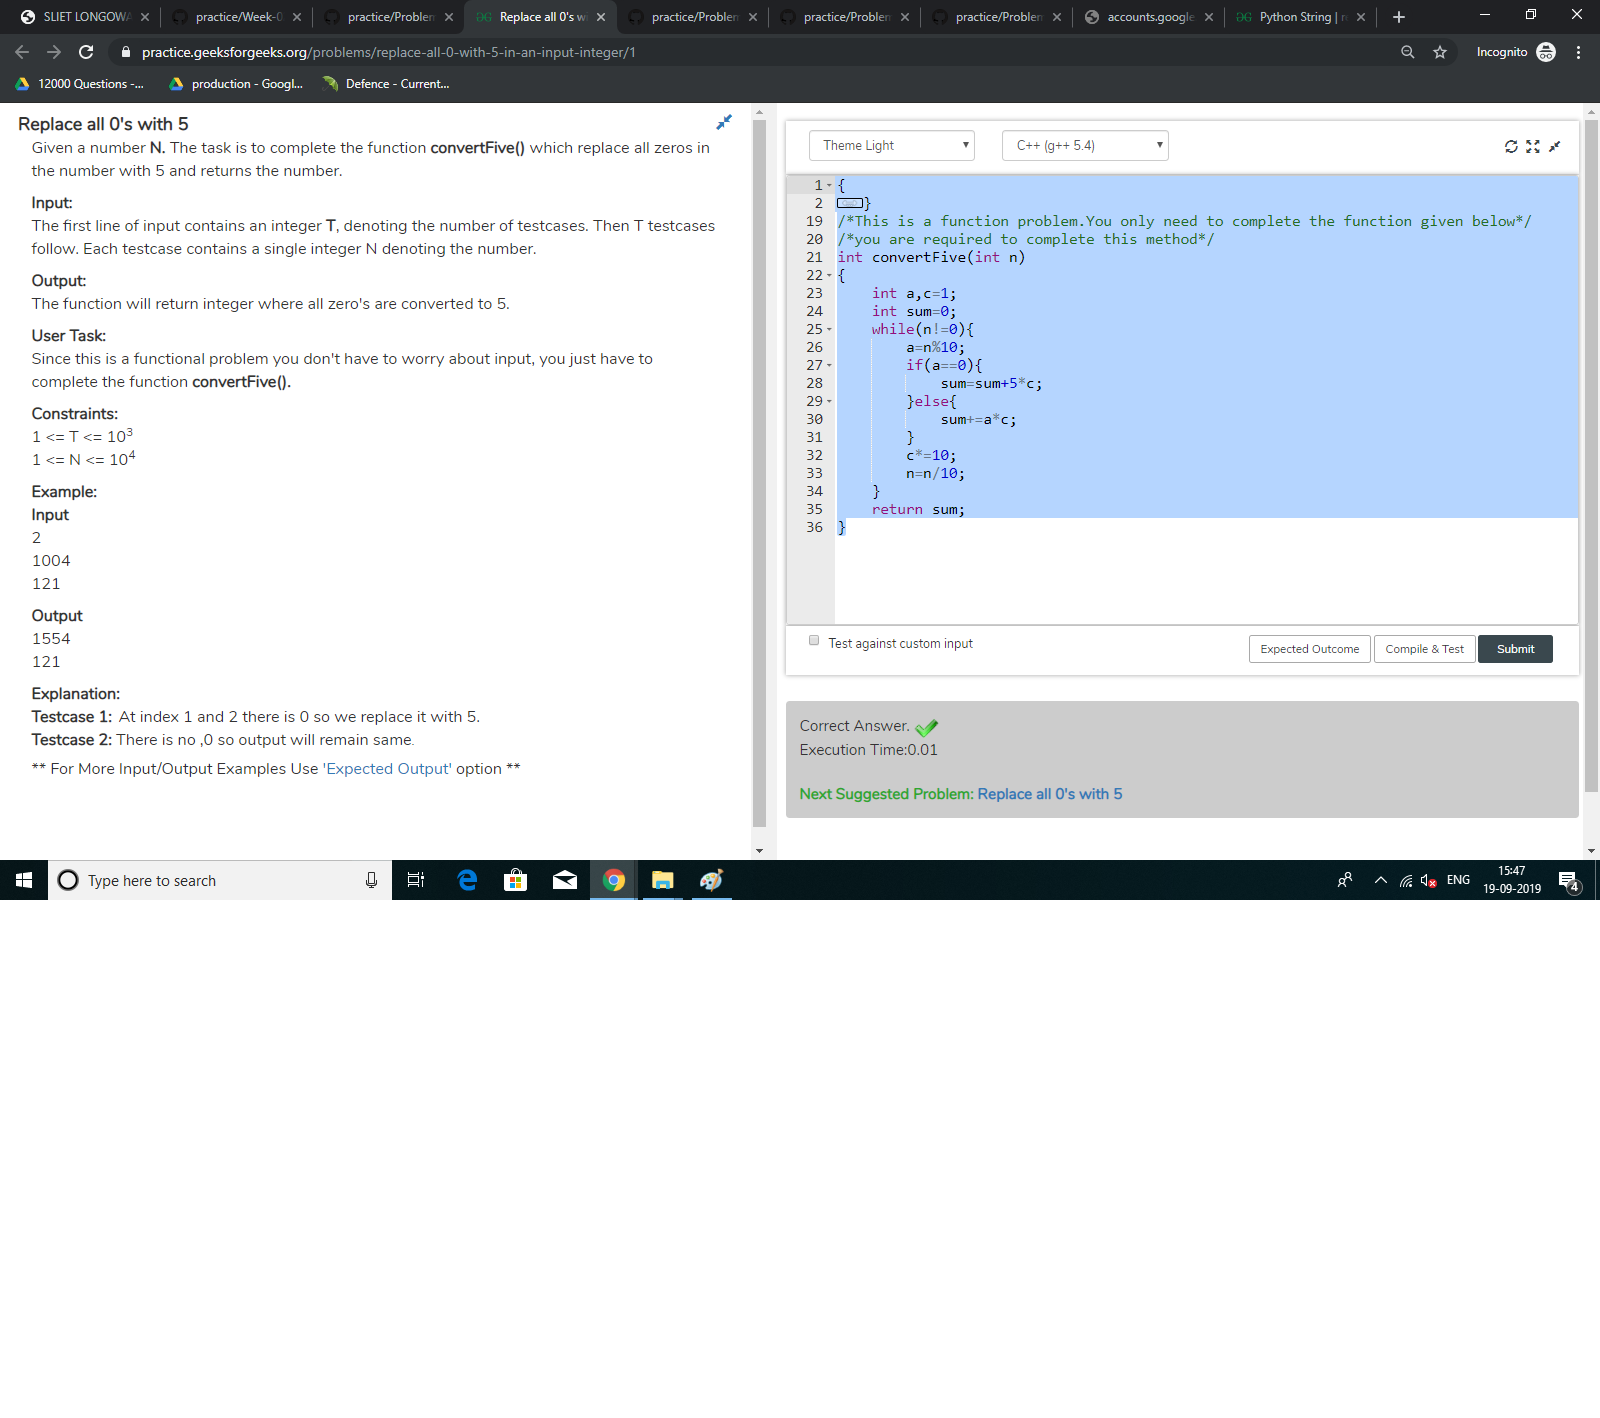 SLIET LONGOWA
practice/Week-0
practice/Problem
Replace all 0's w
practice/Problem
practice/Problem
practice/Problem
accounts.google
Python String |
practice.geeksforgeeks.org/problems/replace-all-0-with-5-in-an-input-integer/1
Incognito
12000 Questions -...
production - Googl...
Defence - Current...
Replace all 0's with 5
Given a number N. The task is to complete the function convertFive() which replace all zeros in
the number with 5 and returns the number.
Input:
The first line of input contains an integer T, denoting the number of testcases. Then T testcases
follow. Each testcase contains a single integer N denoting the number.
Output:
The function will return integer where all zero's are converted to 5.
User Task:
Since this is a functional problem you don't have to worry about input, you just have to
complete the function convertFive().
Constraints:
1 <= T <= 10³
1 <= N <= 10⁴
Example:
Input
2
1004
121
Output
1554
121
Explanation:
Testcase 1: At index 1 and 2 there is 0 so we replace it with 5.
Testcase 2: There is no ,0 so output will remain same.
** For More Input/Output Examples Use 'Expected Output' option **
Theme Light
C++ (g++ 5.4)
1 {
2 }
19 /*This is a function problem.You only need to complete the function given below*/
20 /*you are required to complete this method*/
21 int convertFive(int n)
22 {
23     int a,c=1;
24     int sum=0;
25     while(n!=0){
26         a=n%10;
27         if(a==0){
28             sum=sum+5*c;
29         }else{
30             sum+=a*c;
31         }
32         c*=10;
33         n=n/10;
34     }
35     return sum;
36 }
Test against custom input
Expected Outcome
Compile & Test
Submit
Correct Answer.
Execution Time:0.01
Next Suggested Problem: Replace all 0's with 5
Type here to search
ENG
15:47
19-09-2019
4